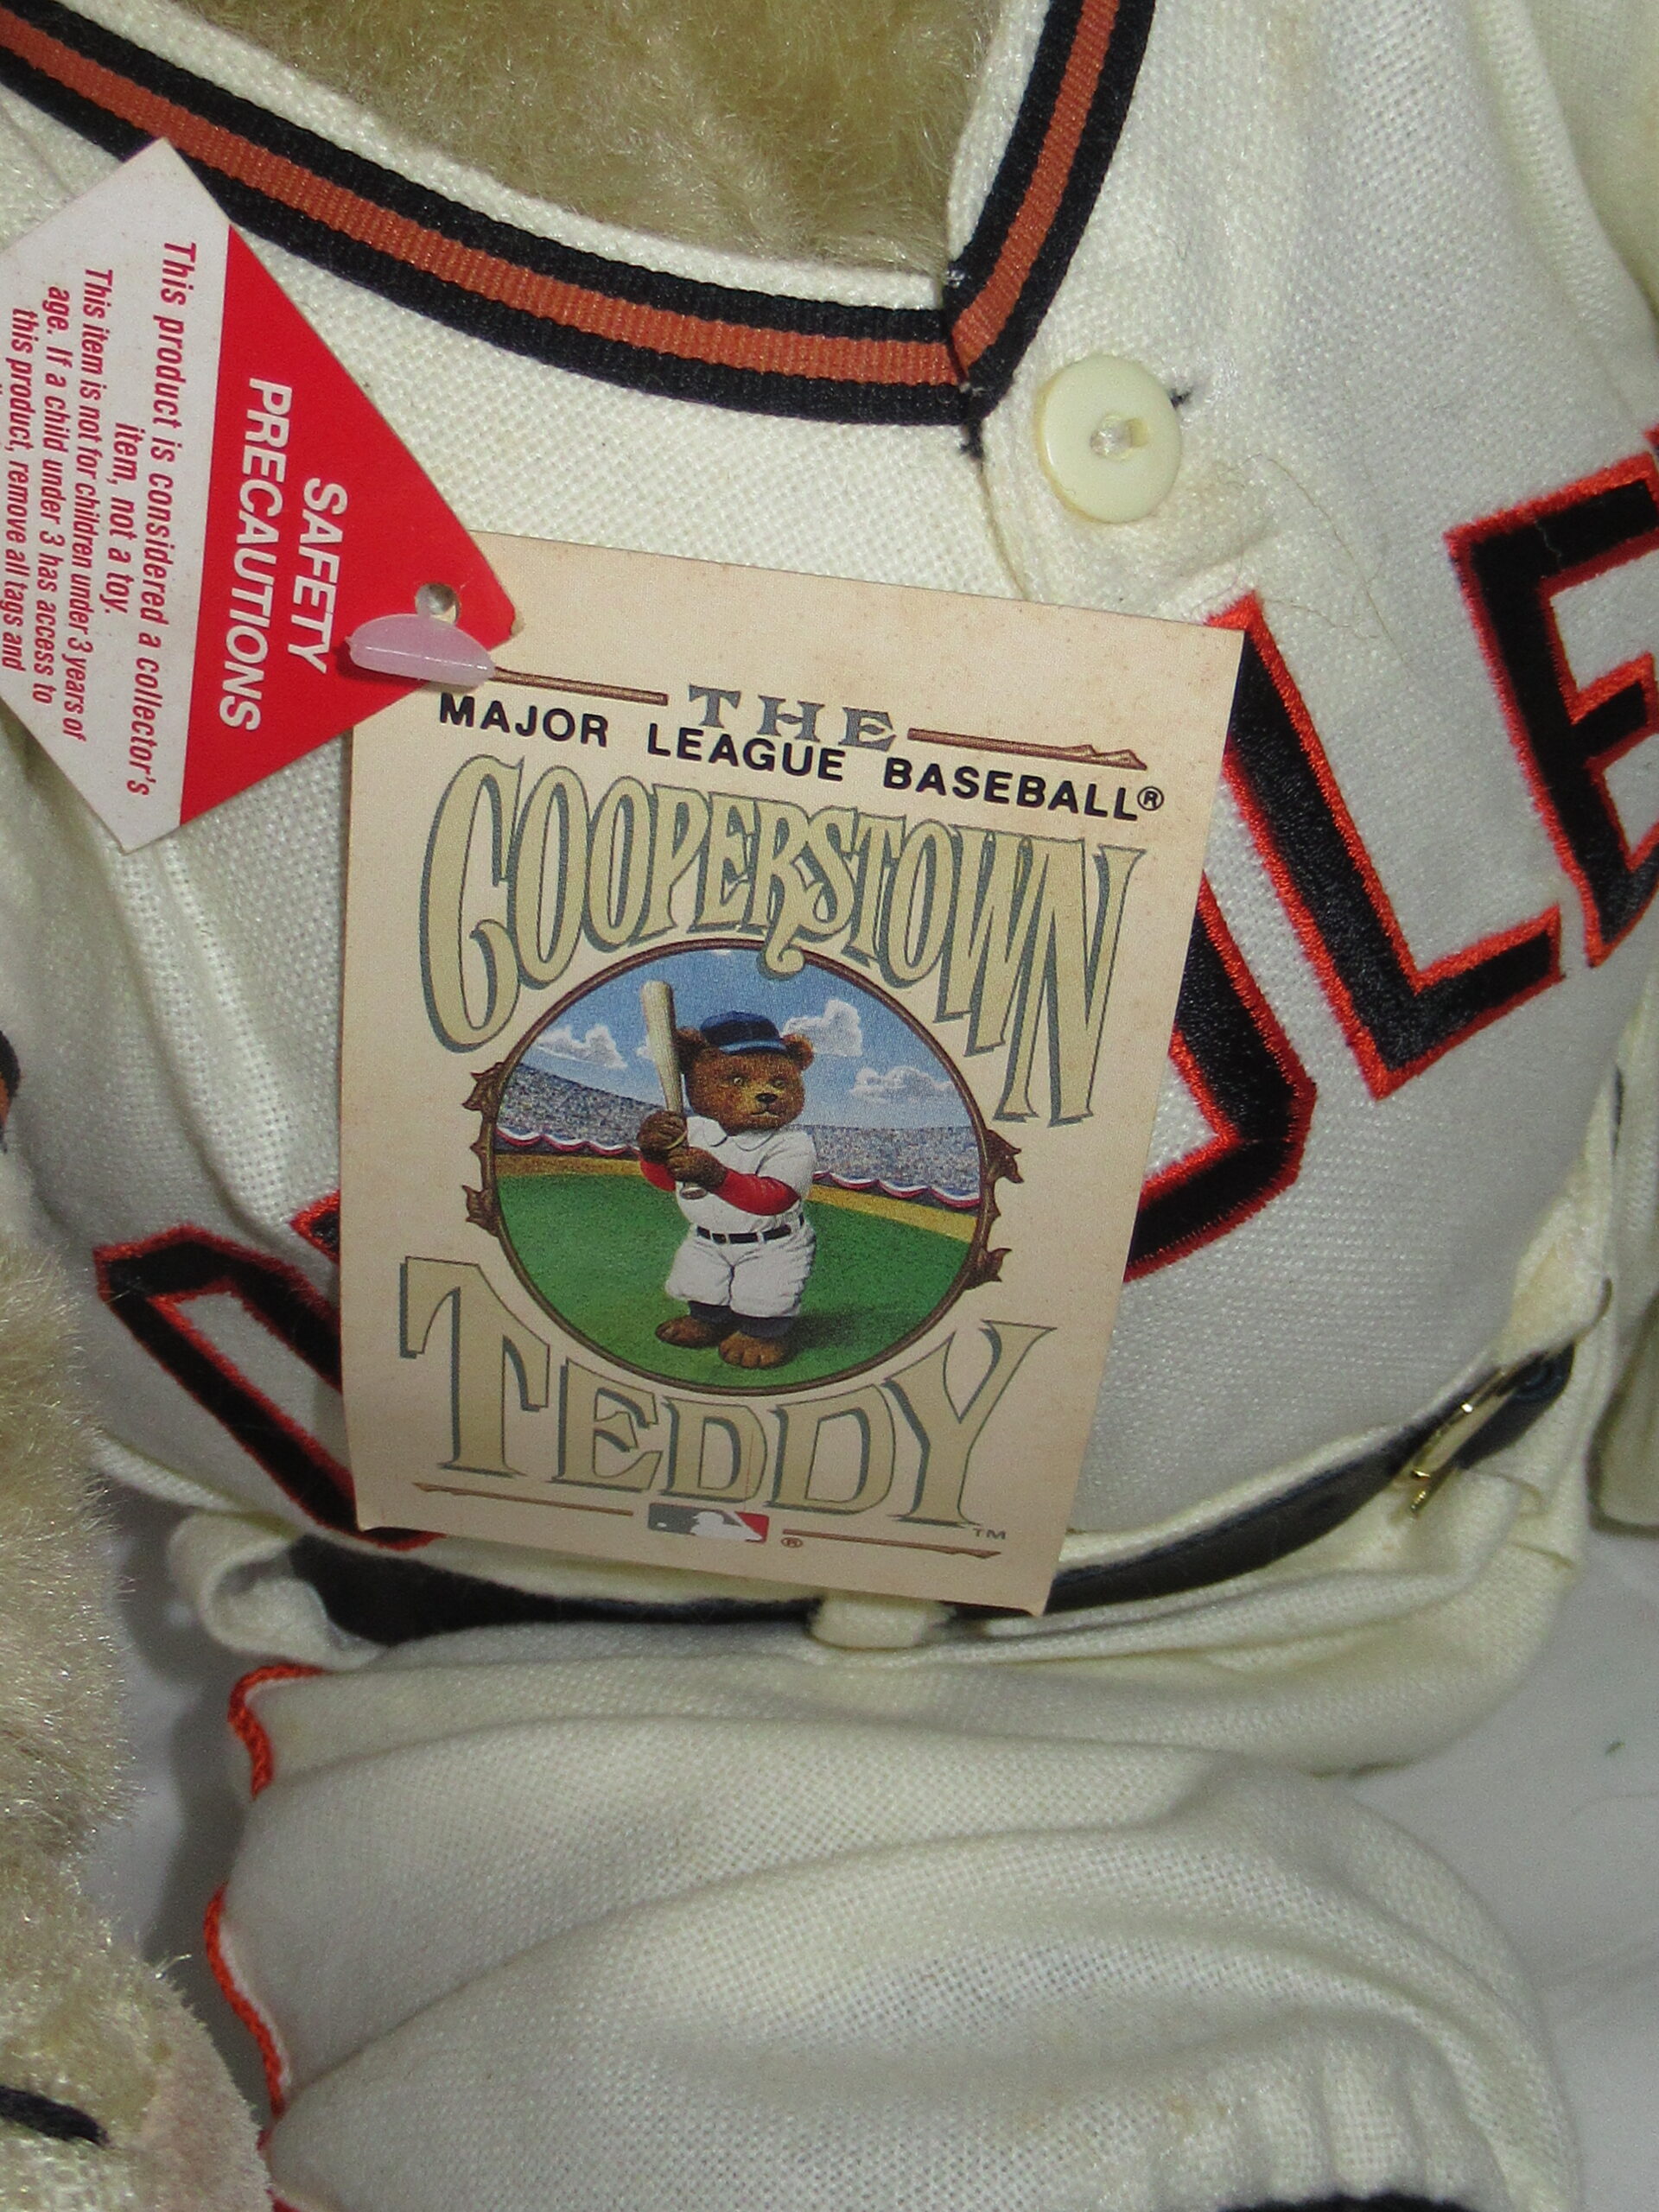 SAFETY
PRECAUTIONS
This product is considered a collector's
item, not a toy.
This item is not for children under 3 years of
age. If a child under 3 has access to
this product, remove all tags and
THE
MAJOR LEAGUE BASEBALL®
COOPERSTOWN
TEDDY™
®
LE